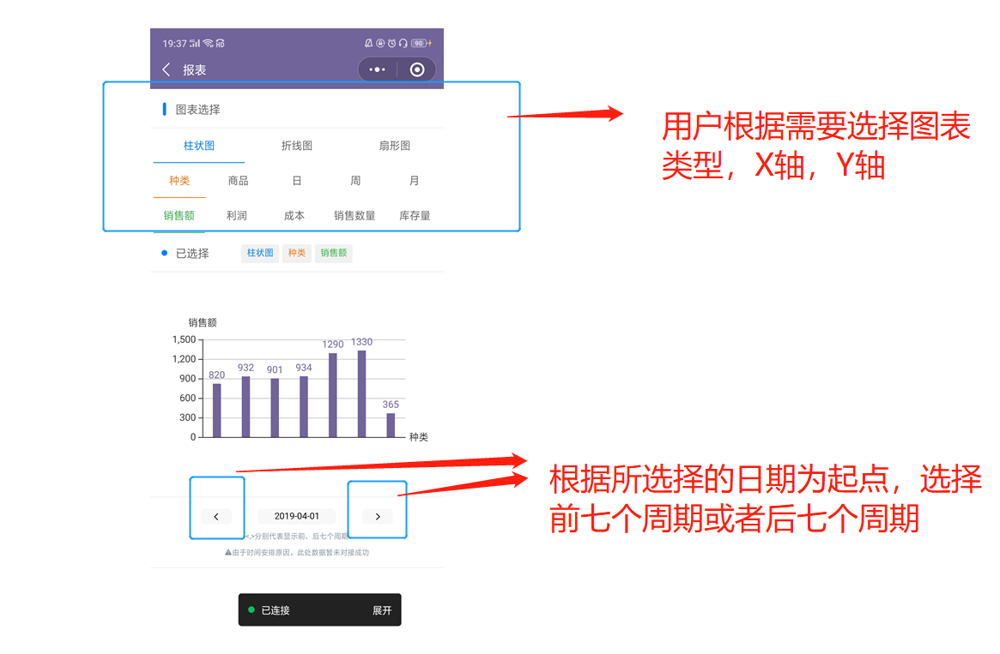 19:37
90
报表
图表选择
柱状图 折线图 扇形图
种类 商品 日 周 月
销售额 利润 成本 销售数量 库存量
已选择 柱状图 种类 销售额
用户根据需要选择图表
类型，X轴，Y轴
销售额
1,500
1,200
900
600
300
0
820 932 901 934 1290 1330 365
种类
2019-04-01
<,>分别代表显示前、后七个周期
由于时间安排原因，此处数据暂未对接成功
根据所选择的日期为起点，选择
前七个周期或者后七个周期
已连接 展开